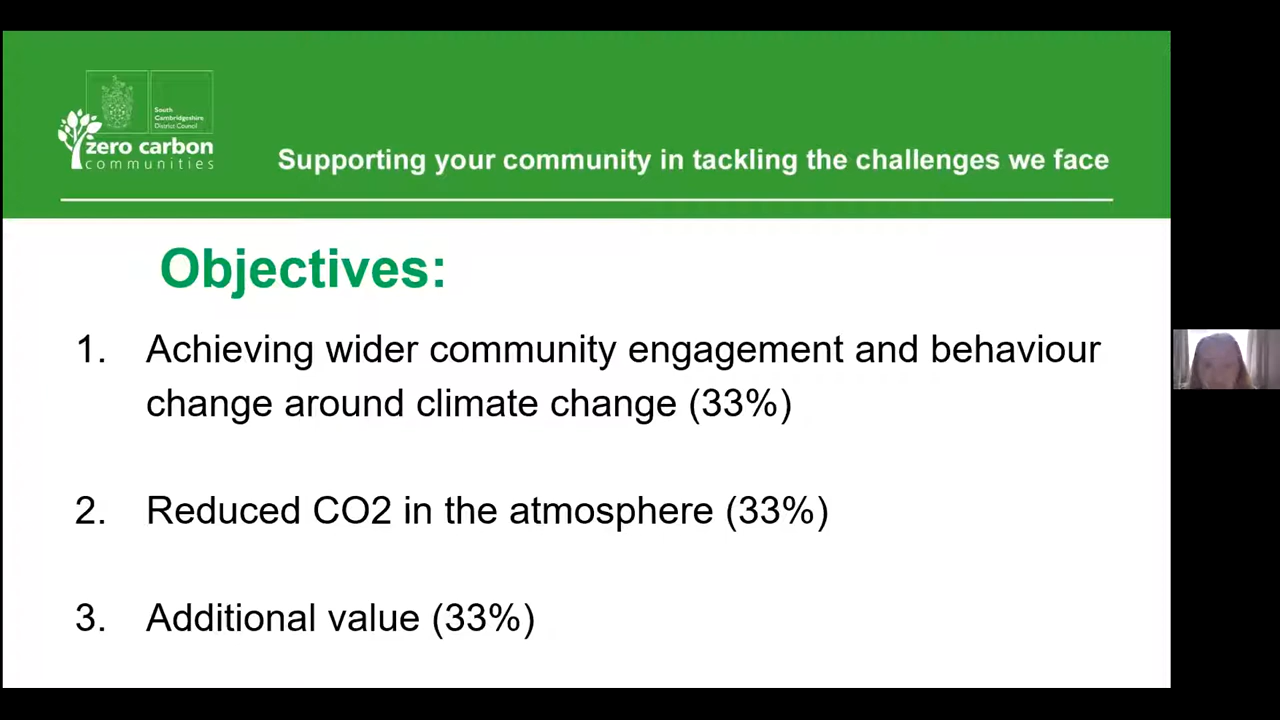 South
Cambridgeshire
District Council
zero carbon
communities
Supporting your community in tackling the challenges we face
Objectives:
1. Achieving wider community engagement and behaviour
change around climate change (33%)
2. Reduced CO2 in the atmosphere (33%)
3. Additional value (33%)